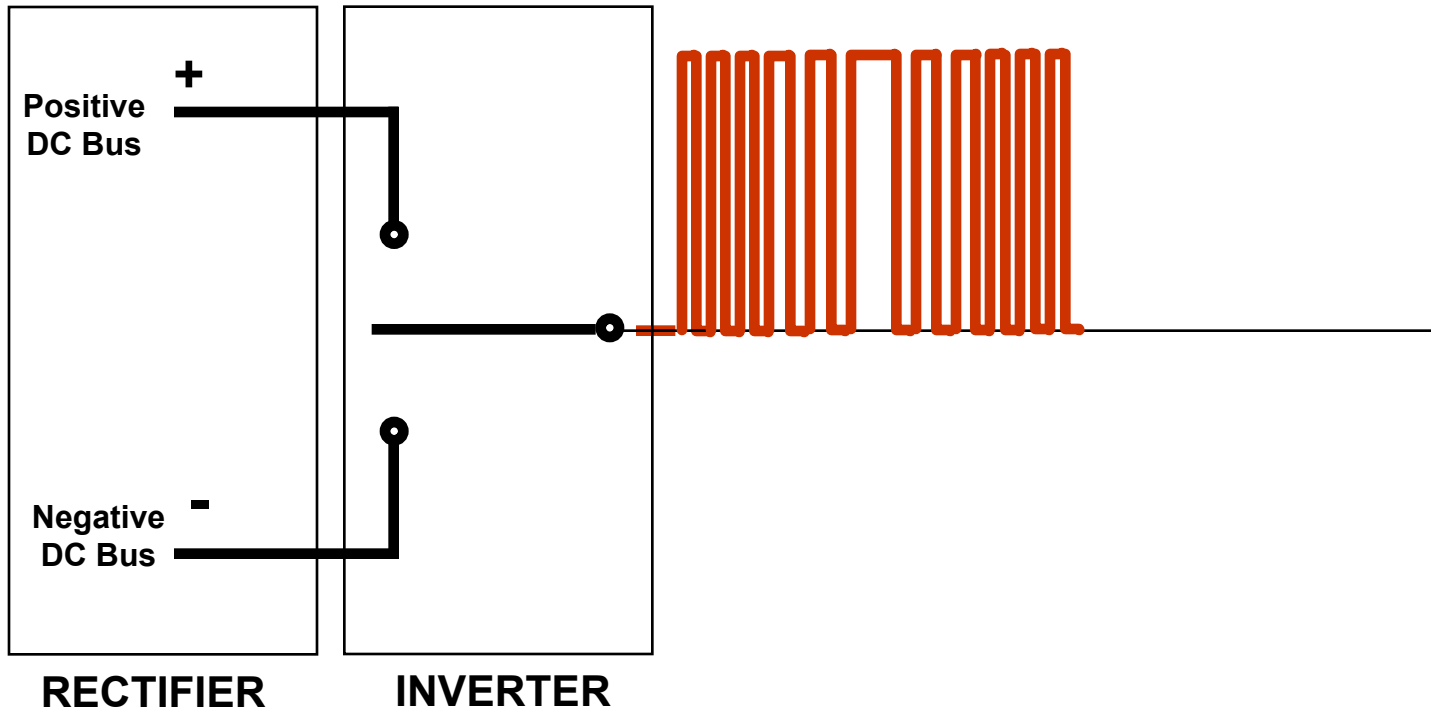 +
Positive
DC Bus
-
Negative
DC Bus
RECTIFIER
INVERTER